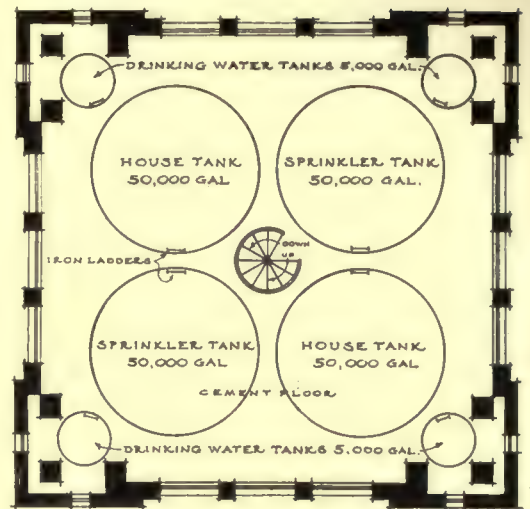 DRINKING WATER TANKS 5,000 GAL.
HOUSE TANK
50,000 GAL
SPRINKLER TANK
50,000 GAL.
DOWN
UP
IRON LADDERS
SPRINKLER TANK
50,000 GAL
HOUSE TANK
50,000 GAL
CEMENT FLOOR
DRINKING WATER TANKS 5,000 GAL.